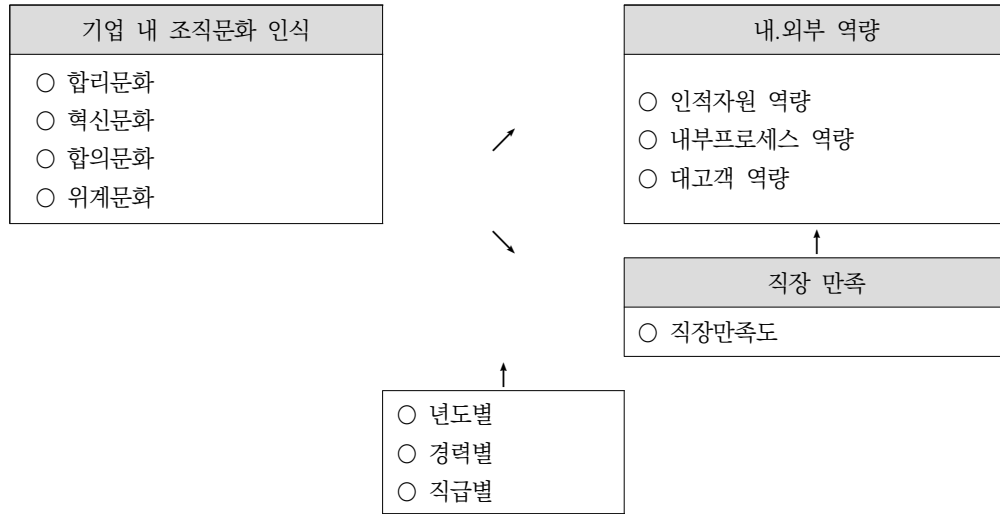 기업 내 조직문화 인식
○ 합리문화
○ 혁신문화
○ 합의문화
○ 위계문화
내.외부 역량
○ 인적자원 역량
○ 내부프로세스 역량
○ 대고객 역량
직장 만족
○ 직장만족도
○ 년도별
○ 경력별
○ 직급별